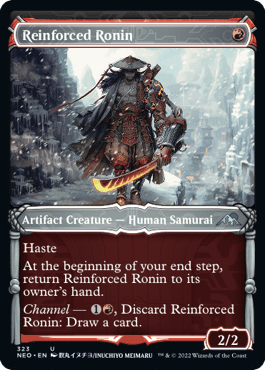 Reinforced Ronin
Artifact Creature — Human Samurai
Haste
At the beginning of your end step,
return Reinforced Ronin to its
owner's hand.
Channel — 1R, Discard Reinforced
Ronin: Draw a card.
2/2
323 U
NEO • EN INUCHIYO MEIMARU ™ & © 2022 Wizards of the Coast